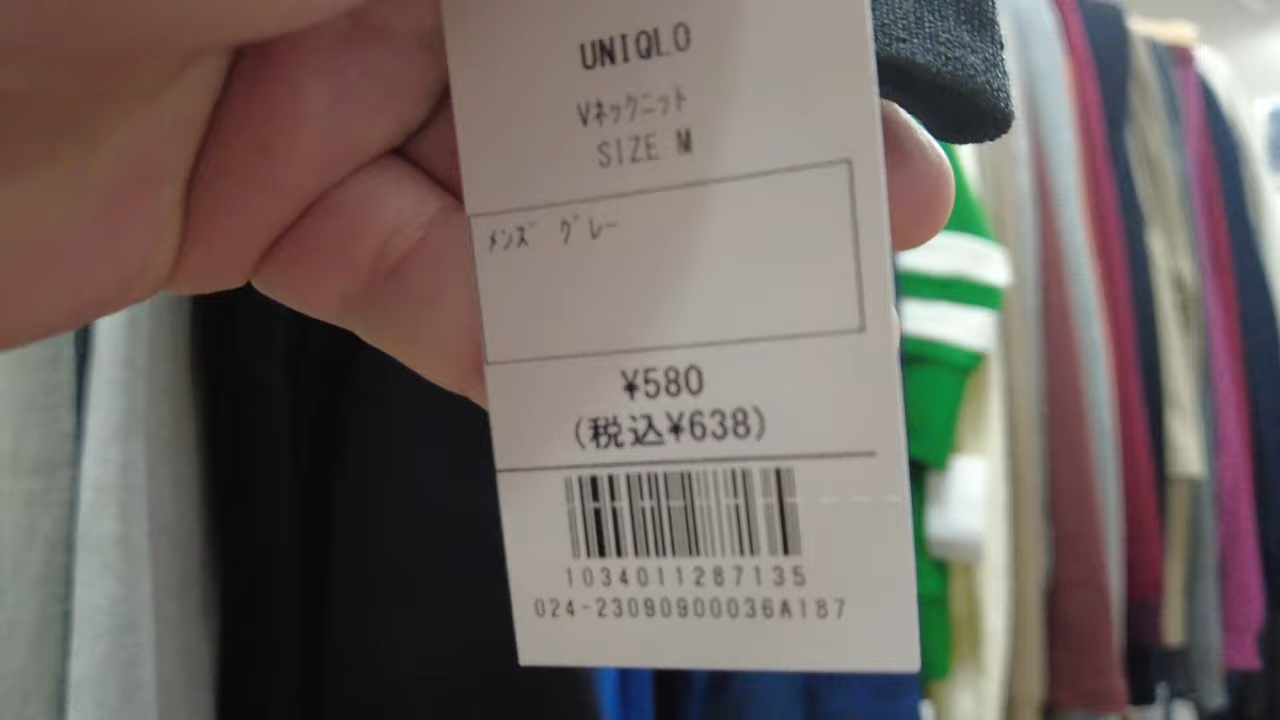 UNIQLO
Vﾈｯｸﾆｯﾄ
SIZE M
ﾒﾝｽﾞ ｸﾞﾚｰ
¥580
(税込¥638)
1034011287135
024-23090900036A187